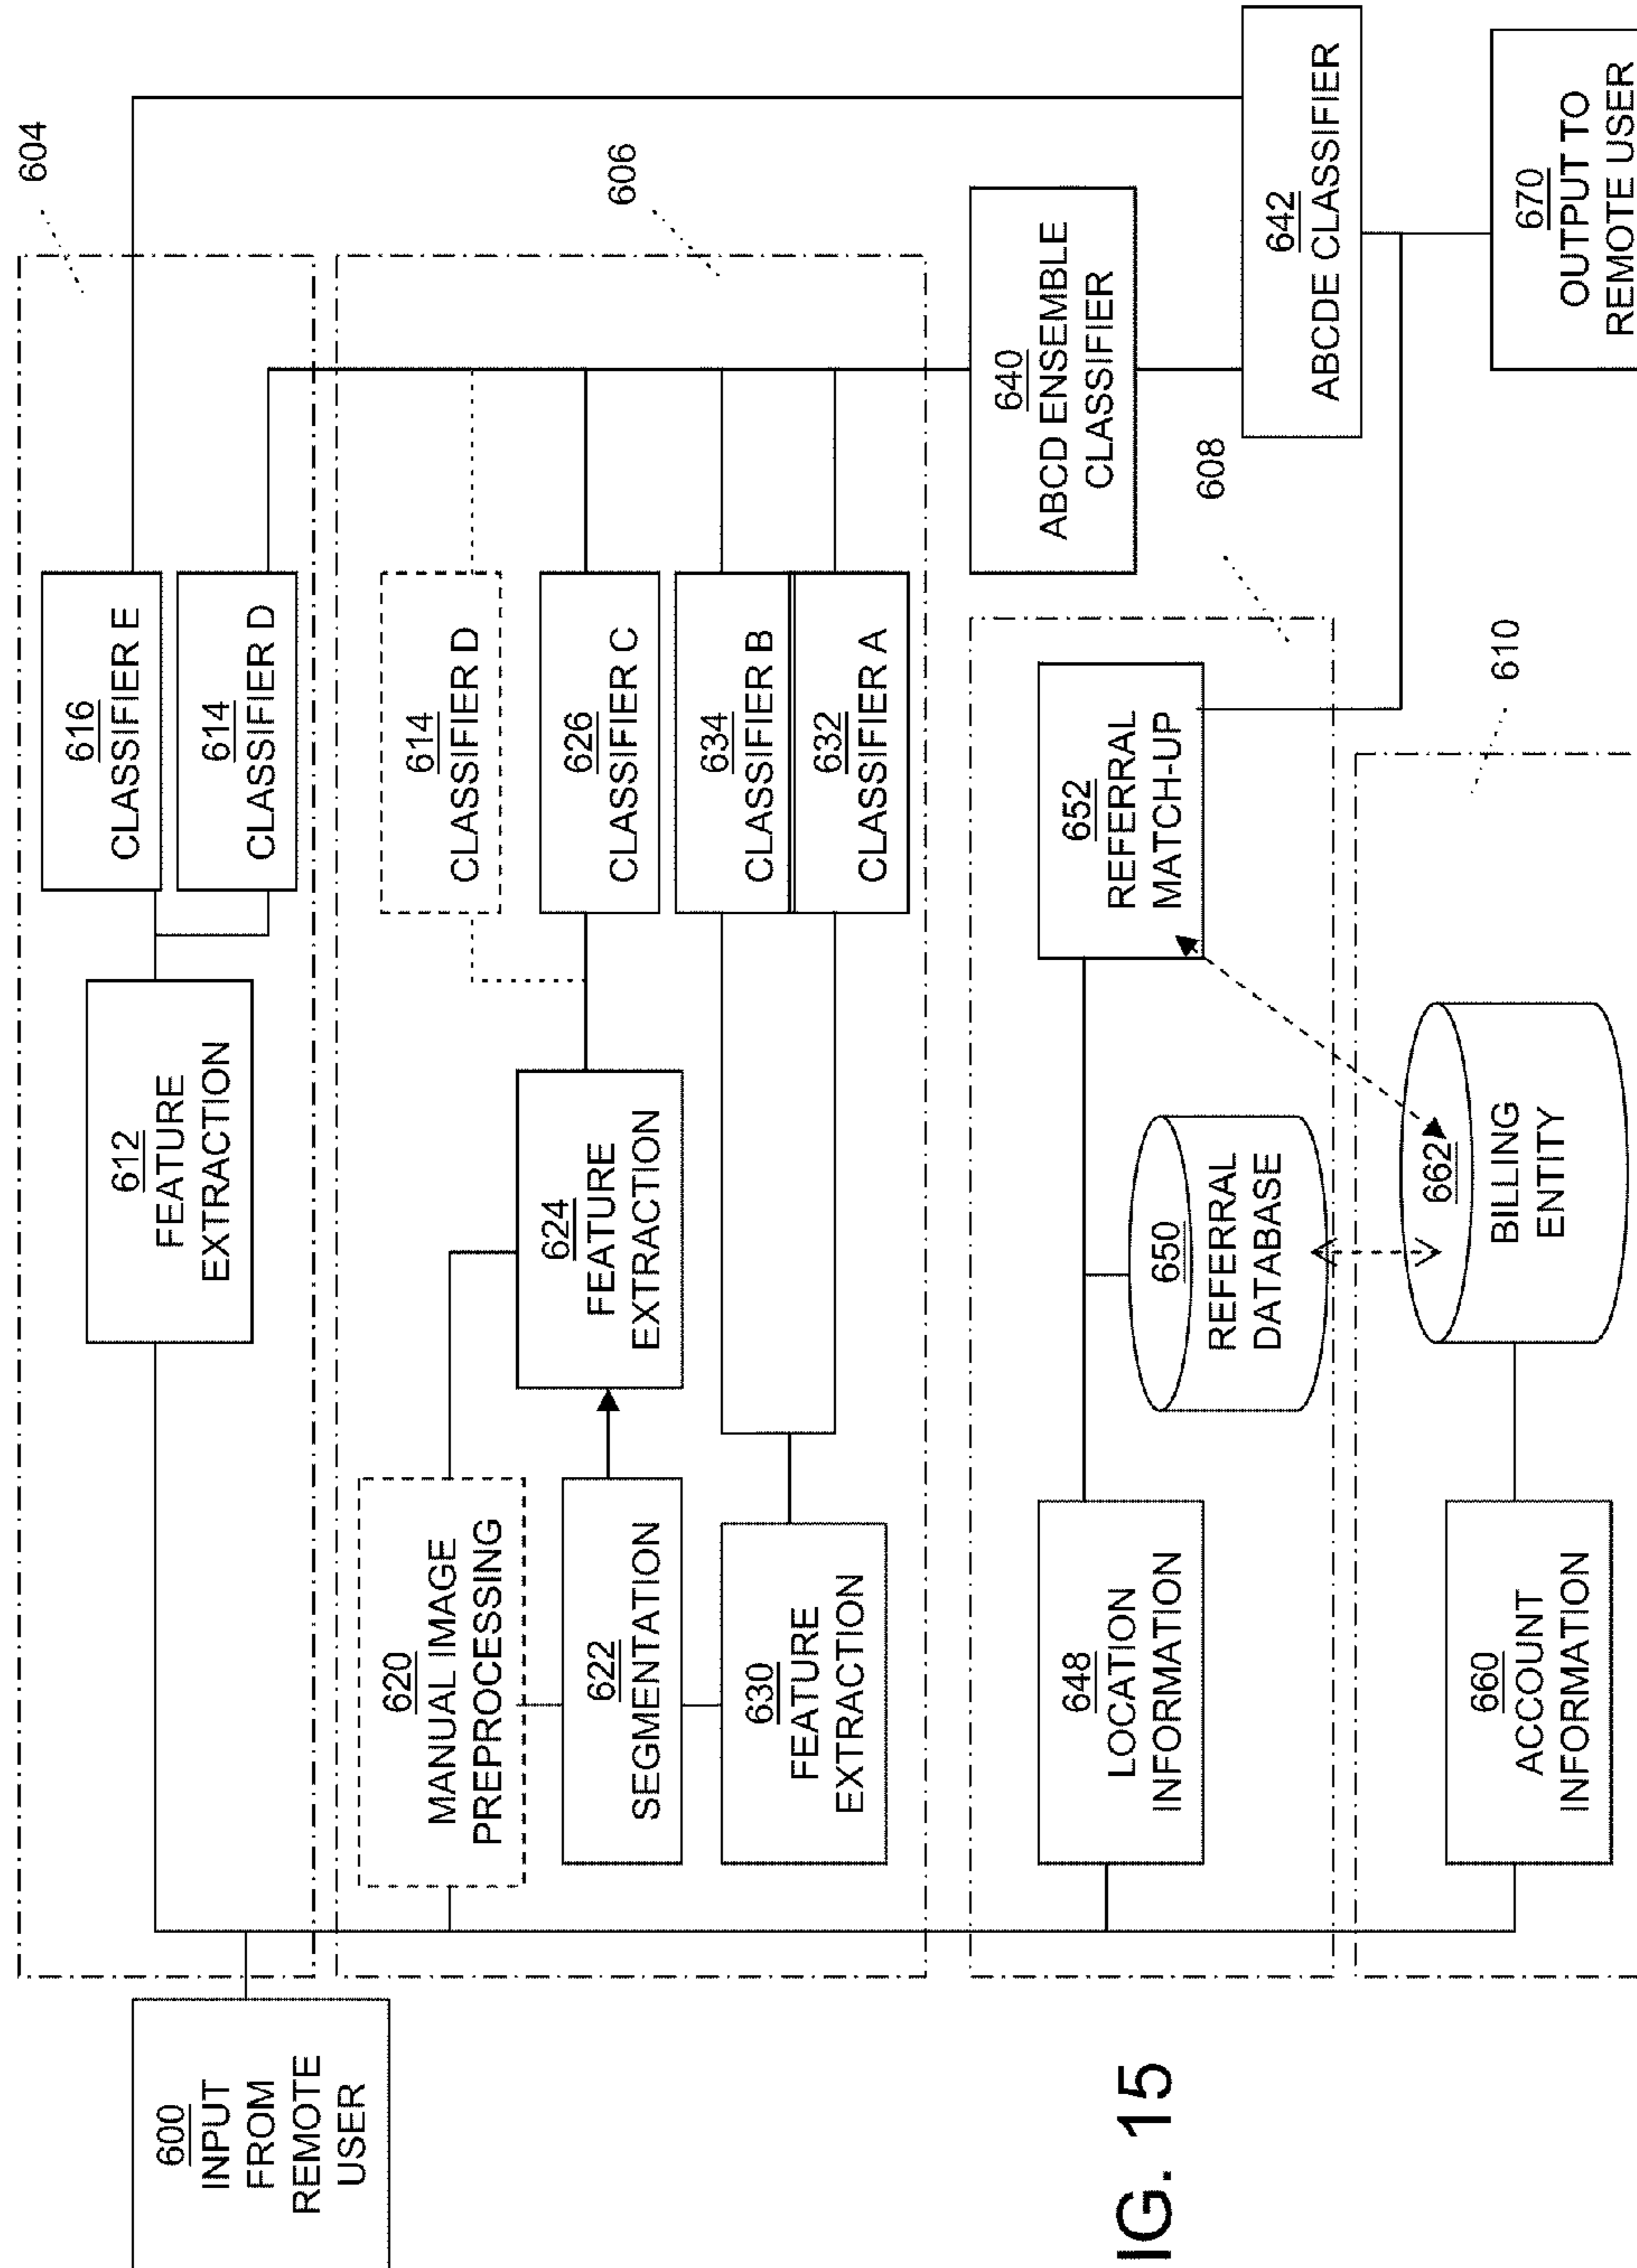 600
INPUT
FROM
REMOTE
USER
604
612
FEATURE
EXTRACTION
616
CLASSIFIER E
614
CLASSIFIER D
606
620
MANUAL IMAGE
PREPROCESSING
622
SEGMENTATION
630
FEATURE
EXTRACTION
624
FEATURE
EXTRACTION
614
CLASSIFIER D
626
CLASSIFIER C
634
CLASSIFIER B
632
CLASSIFIER A
640
ABCD ENSEMBLE
CLASSIFIER
642
ABCDE CLASSIFIER
608
648
LOCATION
INFORMATION
650
REFERRAL
DATABASE
652
REFERRAL
MATCH-UP
610
660
ACCOUNT
INFORMATION
662
BILLING
ENTITY
670
OUTPUT TO
REMOTE USER
IG. 15